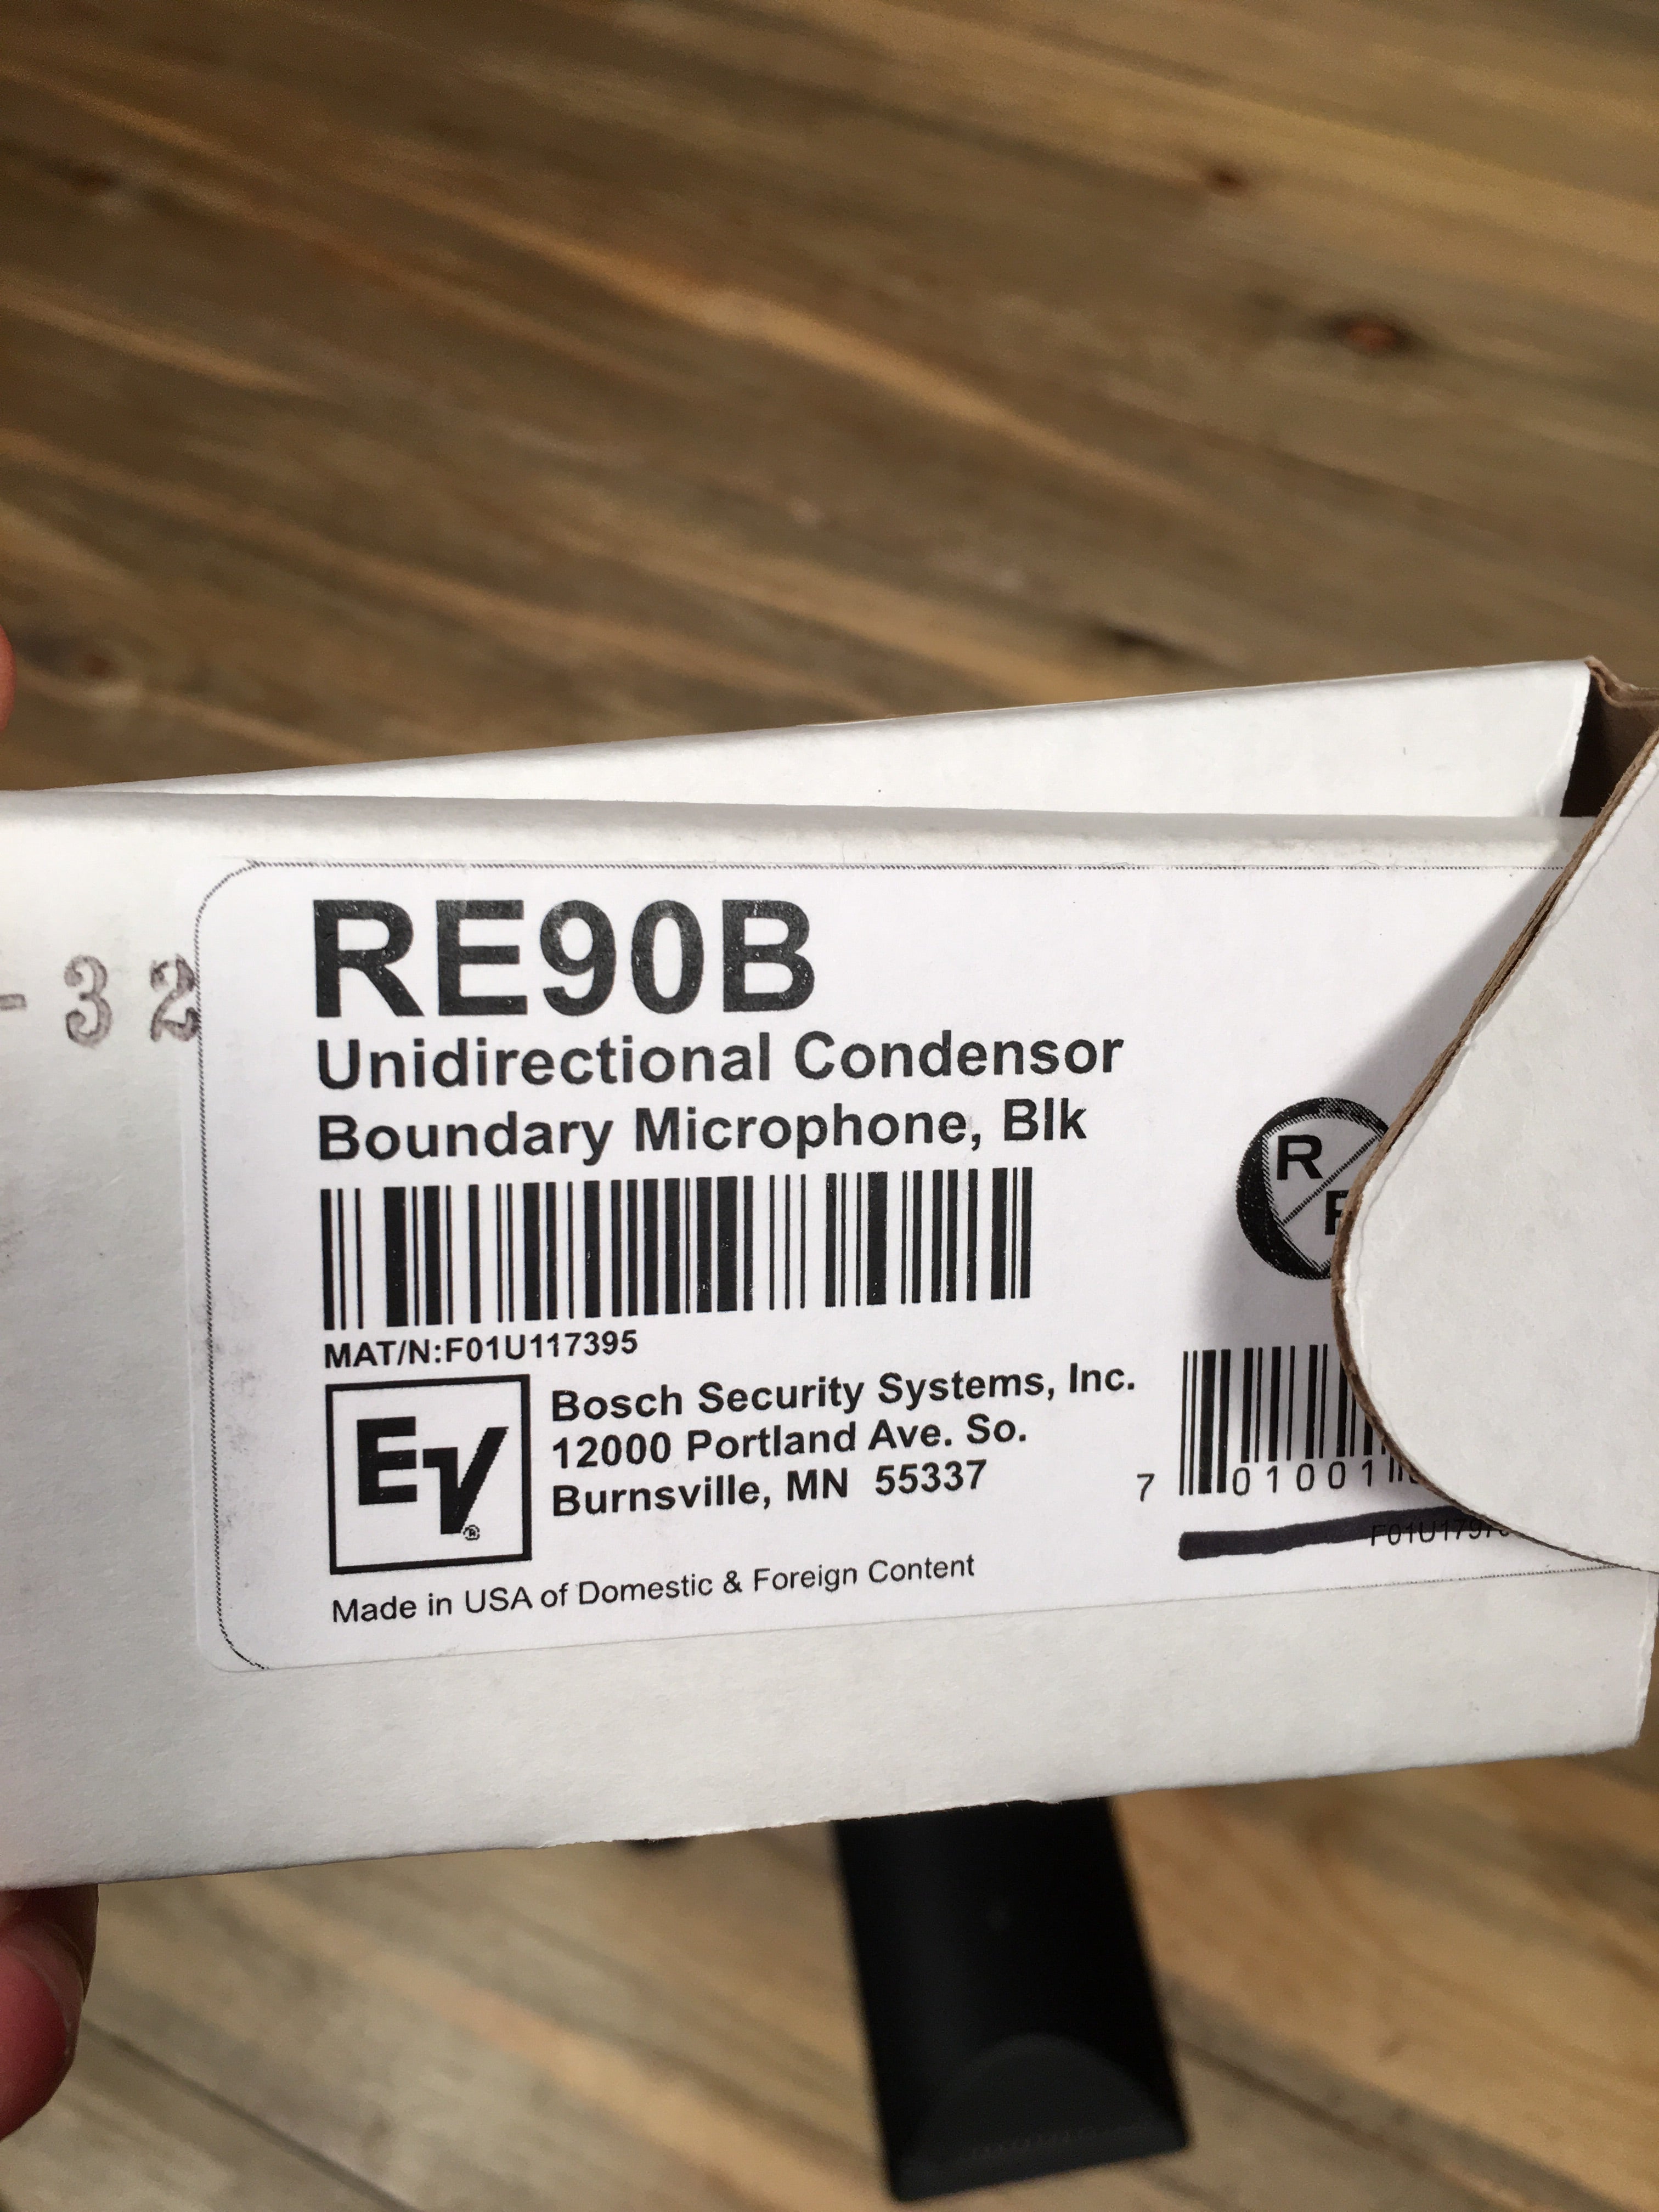 -32
RE90B
Unidirectional Condensor
Boundary Microphone, Blk
R
MAT/N:F01U117395
EV®
Bosch Security Systems, Inc.
12000 Portland Ave. So.
Burnsville, MN 55337
7 01001
Made in USA of Domestic & Foreign Content